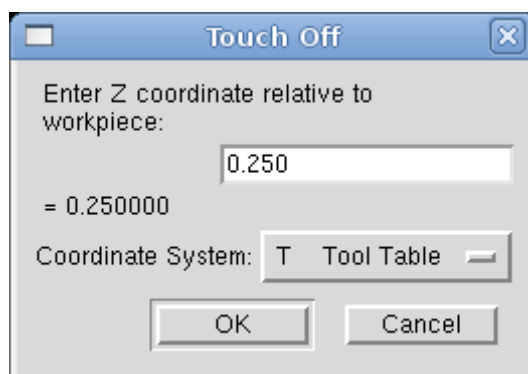 Touch Off
Enter Z coordinate relative to
workpiece:
0.250
= 0.250000
Coordinate System: T Tool Table
OK Cancel